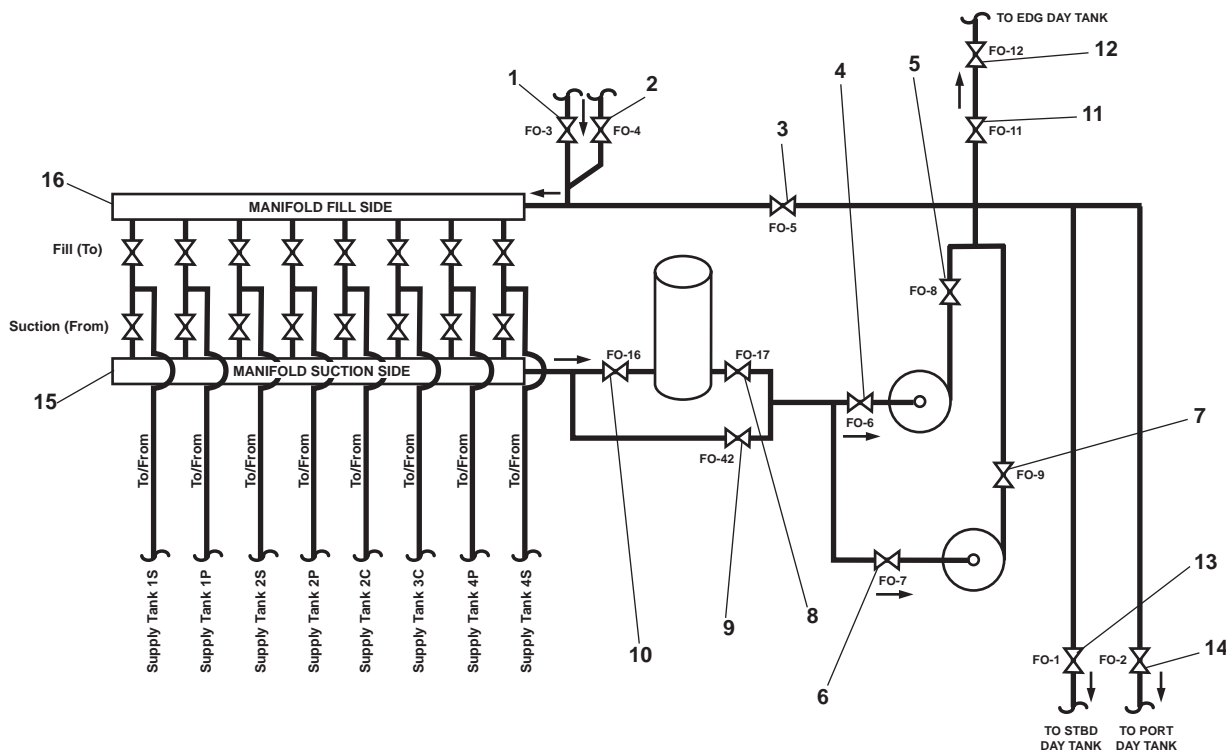 TO EDG DAY TANK
FO-12
12
1
2
4
5
FO-3
FO-4
FO-11
11
3
16
MANIFOLD FILL SIDE
FO-5
Fill (To)
FO-8
Suction (From)
FO-16
FO-17
MANIFOLD SUCTION SIDE
15
FO-6
7
FO-42
FO-9
To/From
To/From
To/From
To/From
To/From
To/From
To/From
To/From
FO-7
13
8
9
10
6
FO-1
FO-2
14
Supply Tank 1S
Supply Tank 1P
Supply Tank 2S
Supply Tank 2P
Supply Tank 2C
Supply Tank 3C
Supply Tank 4P
Supply Tank 4S
TO STBD
DAY TANK
TO PORT
DAY TANK